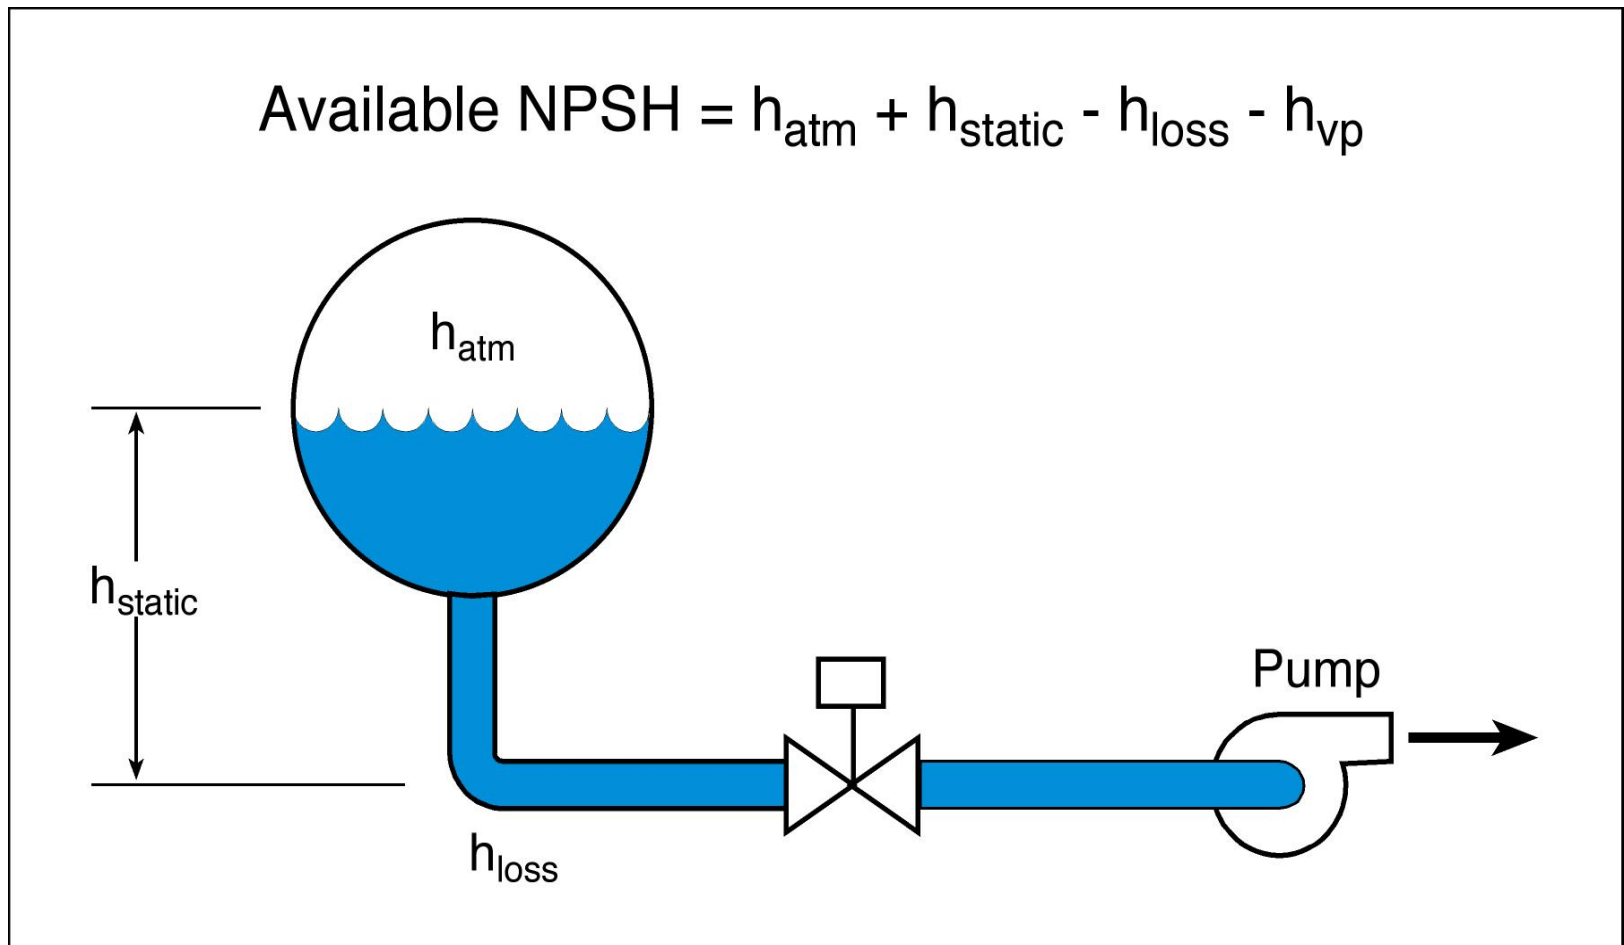 Available NPSH = hatm + hstatic - hloss - hvp
hatm
hstatic
Pump
hloss